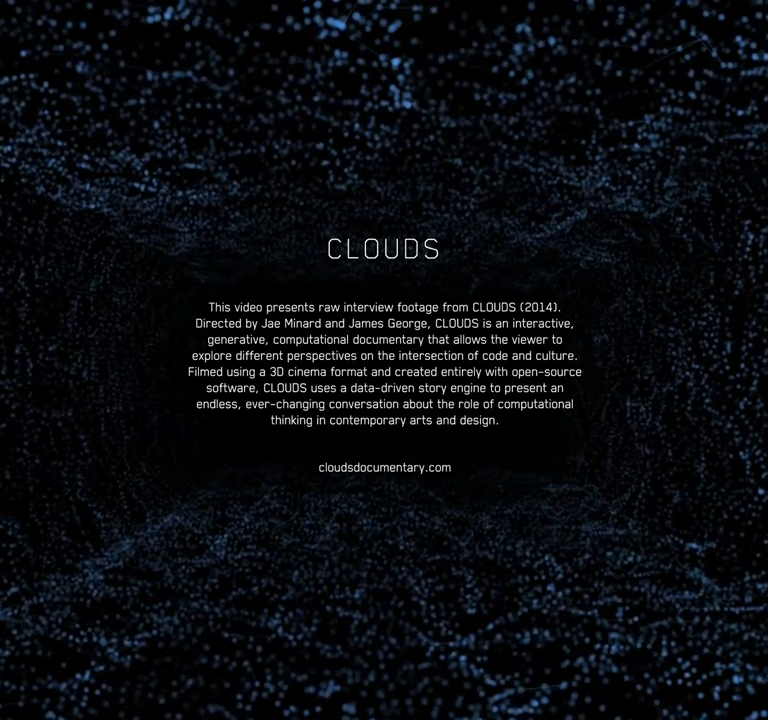 CLOUDS
This video presents raw interview footage from CLOUDS (2014).
Directed by Jae Minard and James George, CLOUDS is an interactive,
generative, computational documentary that allows the viewer to
explore different perspectives on the intersection of code and culture.
Filmed using a 3D cinema format and created entirely with open-source
software, CLOUDS uses a data-driven story engine to present an
endless, ever-changing conversation about the role of computational
thinking in contemporary arts and design.
cloudsdocumentary.com